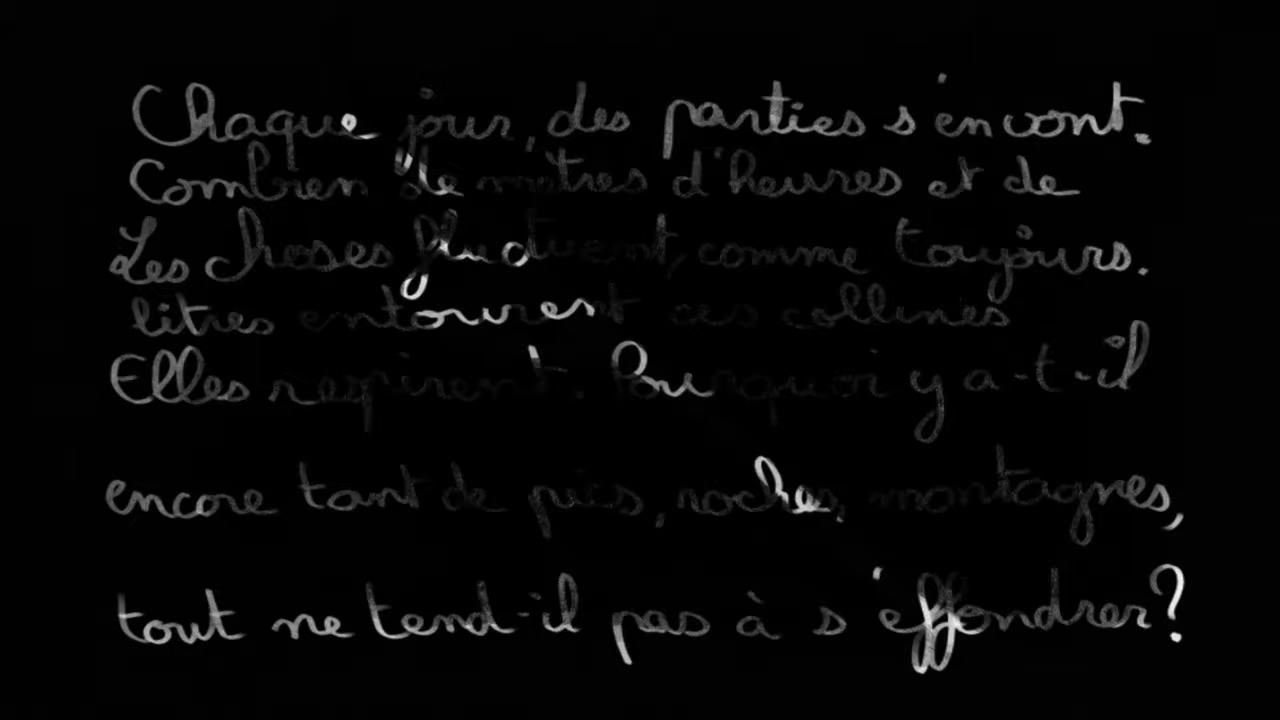 Chaque jour, des parties s'en vont.
Combien de mètres d'heures et de
Les choses fluctuent, comme toujours.
litres entourent ces collines
Elles respirent. Pourquoi y a-t-il
encore tant de pics, roches, montagnes,
tout ne tend-il pas à s'effondrer?